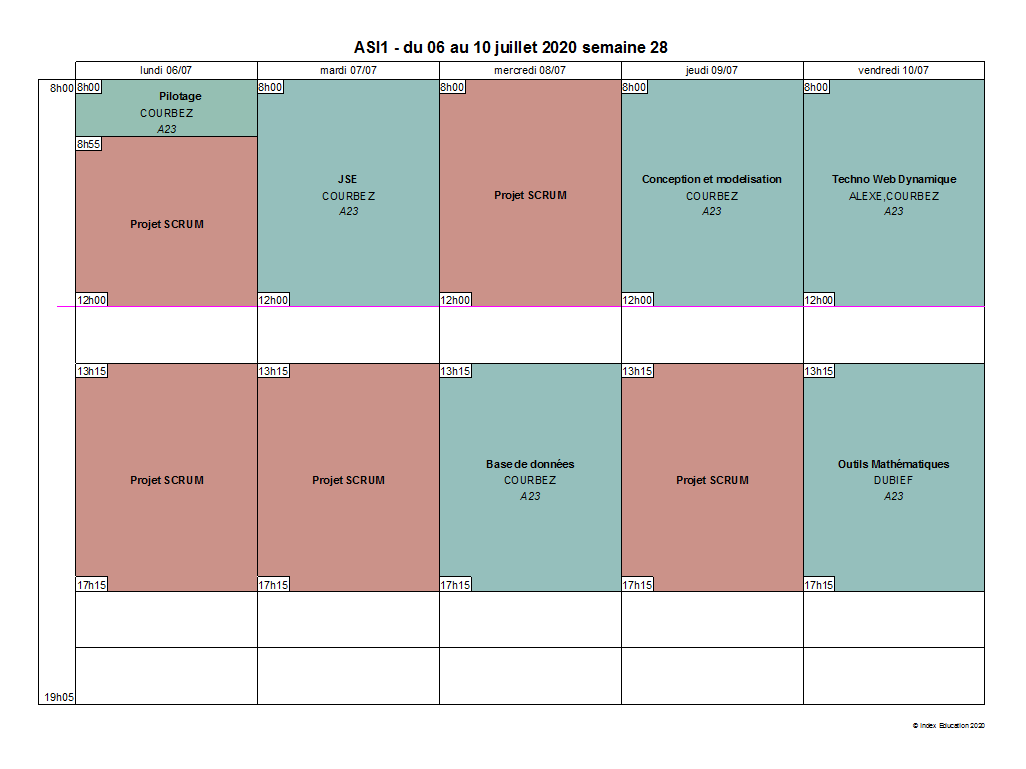 ASI1 - du 06 au 10 juillet 2020 semaine 28
lundi 06/07
mardi 07/07
mercredi 08/07
jeudi 09/07
vendredi 10/07
8h00
8h00
Pilotage
COURBEZ
A23
8h55
Projet SCRUM
12h00
8h00
JSE
COURBEZ
A23
12h00
8h00
Projet SCRUM
12h00
8h00
Conception et modelisation
COURBEZ
A23
12h00
8h00
Techno Web Dynamique
ALEXE,COURBEZ
A23
12h00
13h15
Projet SCRUM
17h15
13h15
Projet SCRUM
17h15
13h15
Base de données
COURBEZ
A23
17h15
13h15
Projet SCRUM
17h15
13h15
Outils Mathématiques
DUBIEF
A23
17h15
19h05
© Index Education 2020